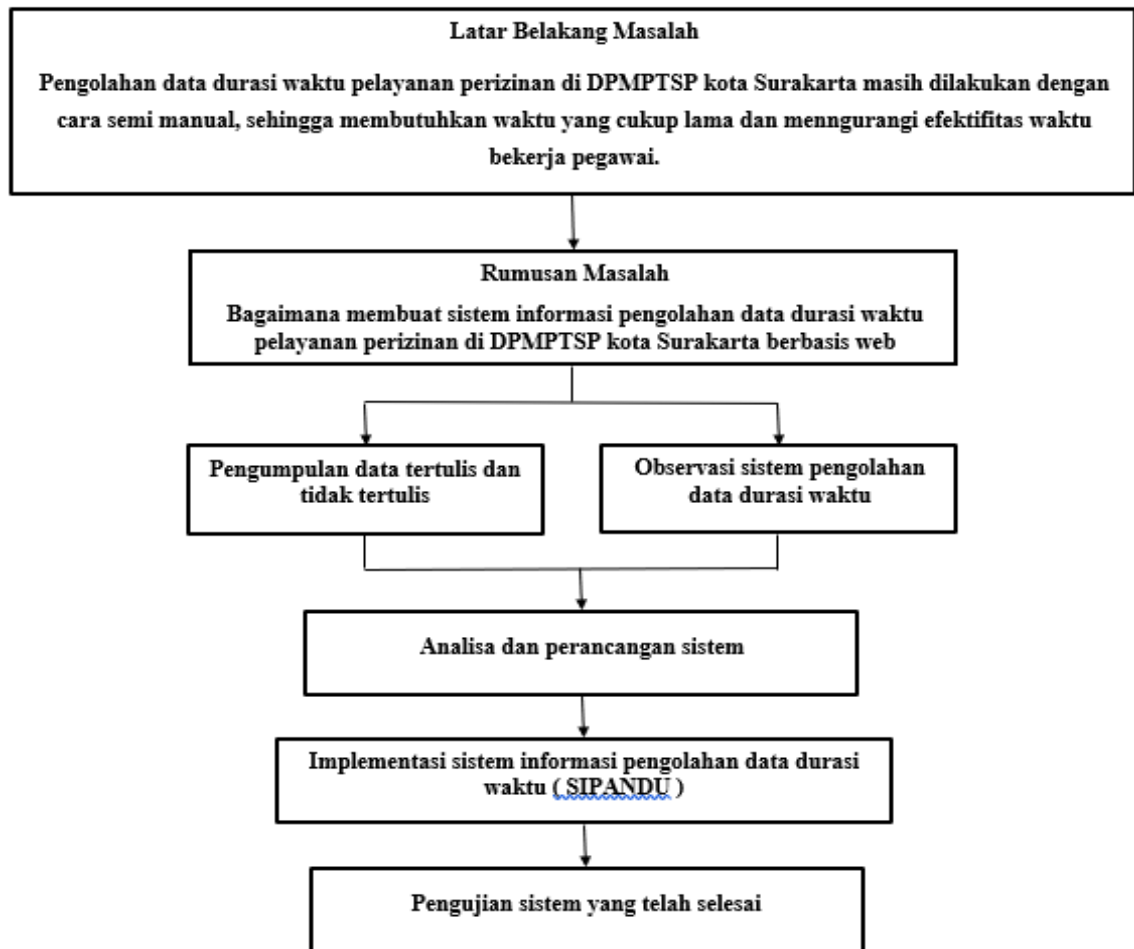 Latar Belakang Masalah
Pengolahan data durasi waktu pelayanan perizinan di DPMPTSP kota Surakarta masih dilakukan dengan
cara semi manual, sehingga membutuhkan waktu yang cukup lama dan menngurangi efektifitas waktu
bekerja pegawai.
Rumusan Masalah
Bagaimana membuat sistem informasi pengolahan data durasi waktu
pelayanan perizinan di DPMPTSP kota Surakarta berbasis web
Pengumpulan data tertulis dan
tidak tertulis
Observasi sistem pengolahan
data durasi waktu
Analisa dan perancangan sistem
Implementasi sistem informasi pengolahan data durasi
waktu ( SIPANDU )
Pengujian sistem yang telah selesai